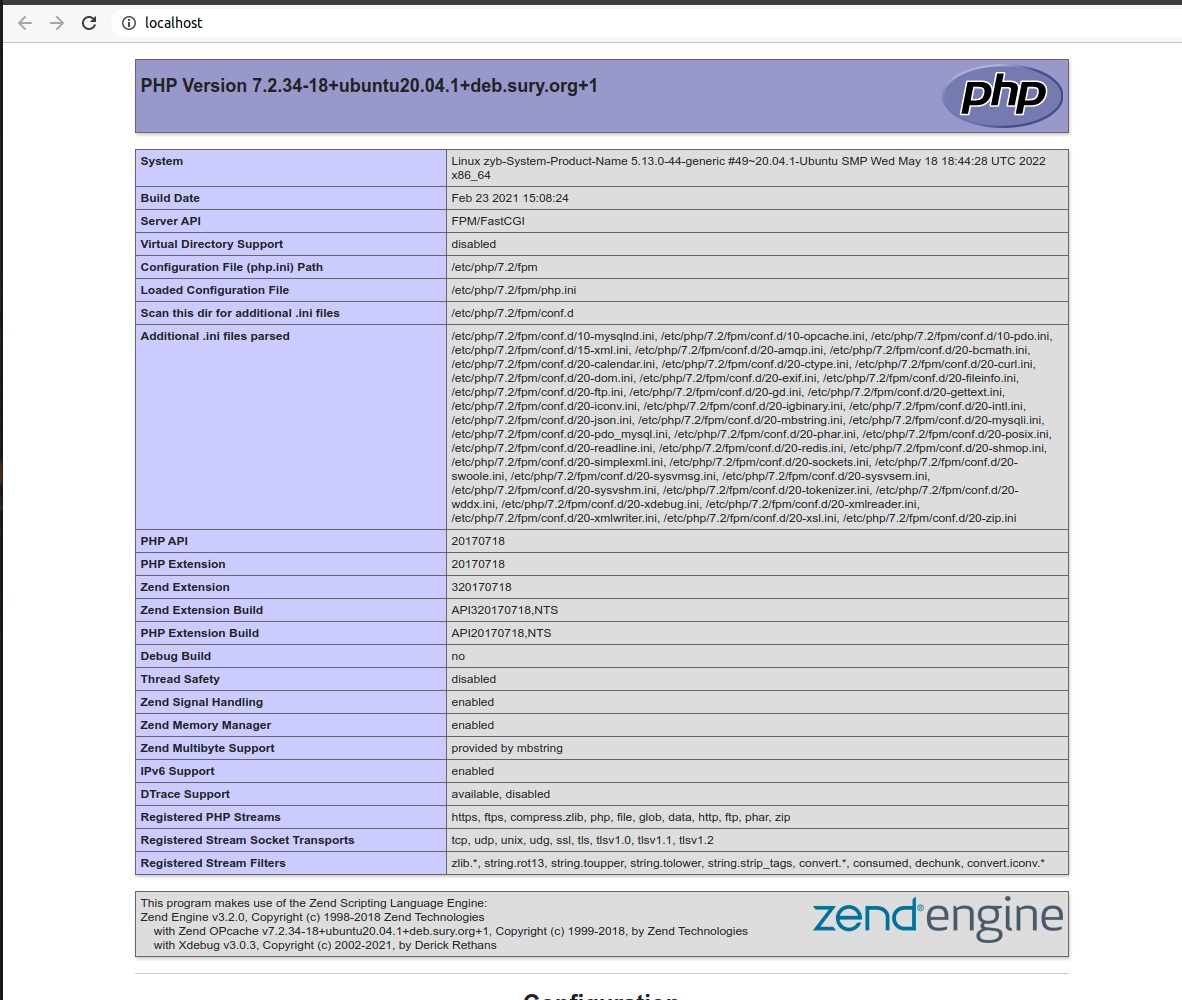 localhost
PHP Version 7.2.34-18+ubuntu20.04.1+deb.sury.org+1
php
System
Linux zyb-System-Product-Name 5.13.0-44-generic #49~20.04.1-Ubuntu SMP Wed May 18 18:44:28 UTC 2022
x86_64
Build Date
Feb 23 2021 15:08:24
Server API
FPM/FastCGI
Virtual Directory Support
disabled
Configuration File (php.ini) Path
/etc/php/7.2/fpm
Loaded Configuration File
/etc/php/7.2/fpm/php.ini
Scan this dir for additional .ini files
/etc/php/7.2/fpm/conf.d
Additional .ini files parsed
/etc/php/7.2/fpm/conf.d/10-mysqlnd.ini, /etc/php/7.2/fpm/conf.d/10-opcache.ini, /etc/php/7.2/fpm/conf.d/10-pdo.ini,
/etc/php/7.2/fpm/conf.d/15-xml.ini, /etc/php/7.2/fpm/conf.d/20-amqp.ini, /etc/php/7.2/fpm/conf.d/20-bcmath.ini,
/etc/php/7.2/fpm/conf.d/20-calendar.ini, /etc/php/7.2/fpm/conf.d/20-ctype.ini, /etc/php/7.2/fpm/conf.d/20-curl.ini,
/etc/php/7.2/fpm/conf.d/20-dom.ini, /etc/php/7.2/fpm/conf.d/20-exif.ini, /etc/php/7.2/fpm/conf.d/20-fileinfo.ini,
/etc/php/7.2/fpm/conf.d/20-ftp.ini, /etc/php/7.2/fpm/conf.d/20-gd.ini, /etc/php/7.2/fpm/conf.d/20-gettext.ini,
/etc/php/7.2/fpm/conf.d/20-iconv.ini, /etc/php/7.2/fpm/conf.d/20-igbinary.ini, /etc/php/7.2/fpm/conf.d/20-intl.ini,
/etc/php/7.2/fpm/conf.d/20-json.ini, /etc/php/7.2/fpm/conf.d/20-mbstring.ini, /etc/php/7.2/fpm/conf.d/20-mysqli.ini,
/etc/php/7.2/fpm/conf.d/20-pdo_mysql.ini, /etc/php/7.2/fpm/conf.d/20-phar.ini, /etc/php/7.2/fpm/conf.d/20-posix.ini,
/etc/php/7.2/fpm/conf.d/20-readline.ini, /etc/php/7.2/fpm/conf.d/20-redis.ini, /etc/php/7.2/fpm/conf.d/20-shmop.ini,
/etc/php/7.2/fpm/conf.d/20-simplexml.ini, /etc/php/7.2/fpm/conf.d/20-sockets.ini, /etc/php/7.2/fpm/conf.d/20-
swoole.ini, /etc/php/7.2/fpm/conf.d/20-sysvmsg.ini, /etc/php/7.2/fpm/conf.d/20-sysvsem.ini,
/etc/php/7.2/fpm/conf.d/20-sysvshm.ini, /etc/php/7.2/fpm/conf.d/20-tokenizer.ini, /etc/php/7.2/fpm/conf.d/20-
wddx.ini, /etc/php/7.2/fpm/conf.d/20-xdebug.ini, /etc/php/7.2/fpm/conf.d/20-xmlreader.ini,
/etc/php/7.2/fpm/conf.d/20-xmlwriter.ini, /etc/php/7.2/fpm/conf.d/20-xsl.ini, /etc/php/7.2/fpm/conf.d/20-zip.ini
PHP API
20170718
PHP Extension
20170718
Zend Extension
320170718
Zend Extension Build
API320170718,NTS
PHP Extension Build
API20170718,NTS
Debug Build
no
Thread Safety
disabled
Zend Signal Handling
enabled
Zend Memory Manager
enabled
Zend Multibyte Support
provided by mbstring
IPv6 Support
enabled
DTrace Support
available, disabled
Registered PHP Streams
https, ftps, compress.zlib, php, file, glob, data, http, ftp, phar, zip
Registered Stream Socket Transports
tcp, udp, unix, udg, ssl, tls, tlsv1.0, tlsv1.1, tlsv1.2
Registered Stream Filters
zlib.*, string.rot13, string.toupper, string.tolower, string.strip_tags, convert.*, consumed, dechunk, convert.iconv.*
This program makes use of the Zend Scripting Language Engine:
Zend Engine v3.2.0, Copyright (c) 1998-2018 Zend Technologies
with Zend OPcache v7.2.34-18+ubuntu20.04.1+deb.sury.org+1, Copyright (c) 1999-2018, by Zend Technologies
with Xdebug v3.0.3, Copyright (c) 2002-2021, by Derick Rethans
zend® engine
Configuration